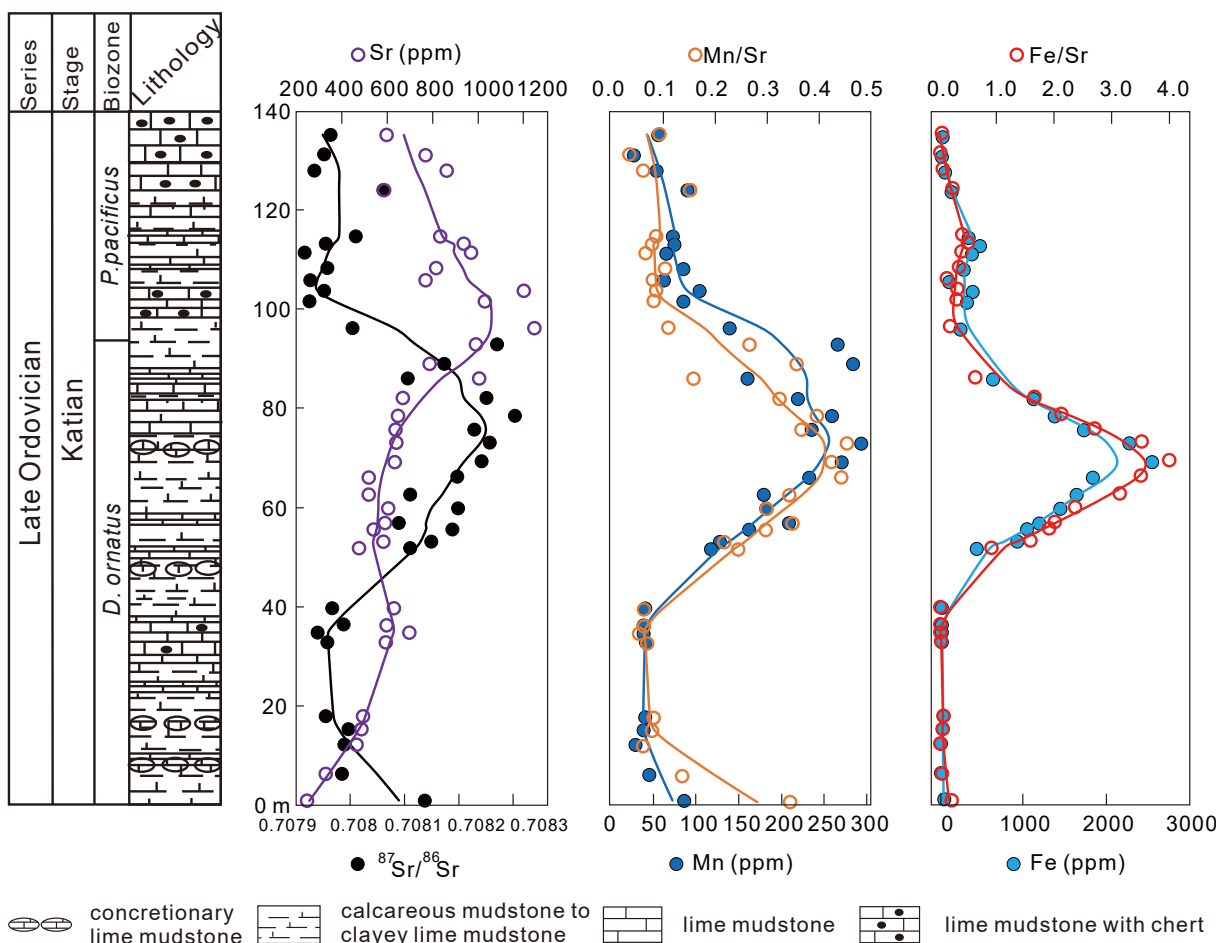 Series
Stage
Biozone
Lithology
Late Ordovician
Katian
P.pacificus
D. ornatus
Sr (ppm)
200 400 600 800 1000 1200
Mn/Sr
0.0 0.1 0.2 0.3 0.4 0.5
Fe/Sr
0.0 1.0 2.0 3.0 4.0
140
120
100
80
60
40
20
0 m
0.7079 0.708 0.7081 0.7082 0.7083
87Sr/86Sr
0 50 100 150 200 250 300
Mn (ppm)
0 1000 2000 3000
Fe (ppm)
concretionary
lime mudstone
calcareous mudstone to
clayey lime mudstone
lime mudstone
lime mudstone with chert